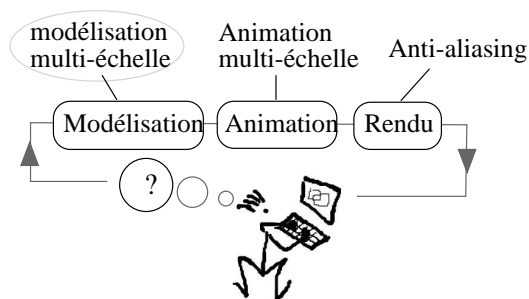 modélisation
multi-échelle
Animation
multi-échelle
Anti-aliasing
Modélisation
Animation
Rendu
?